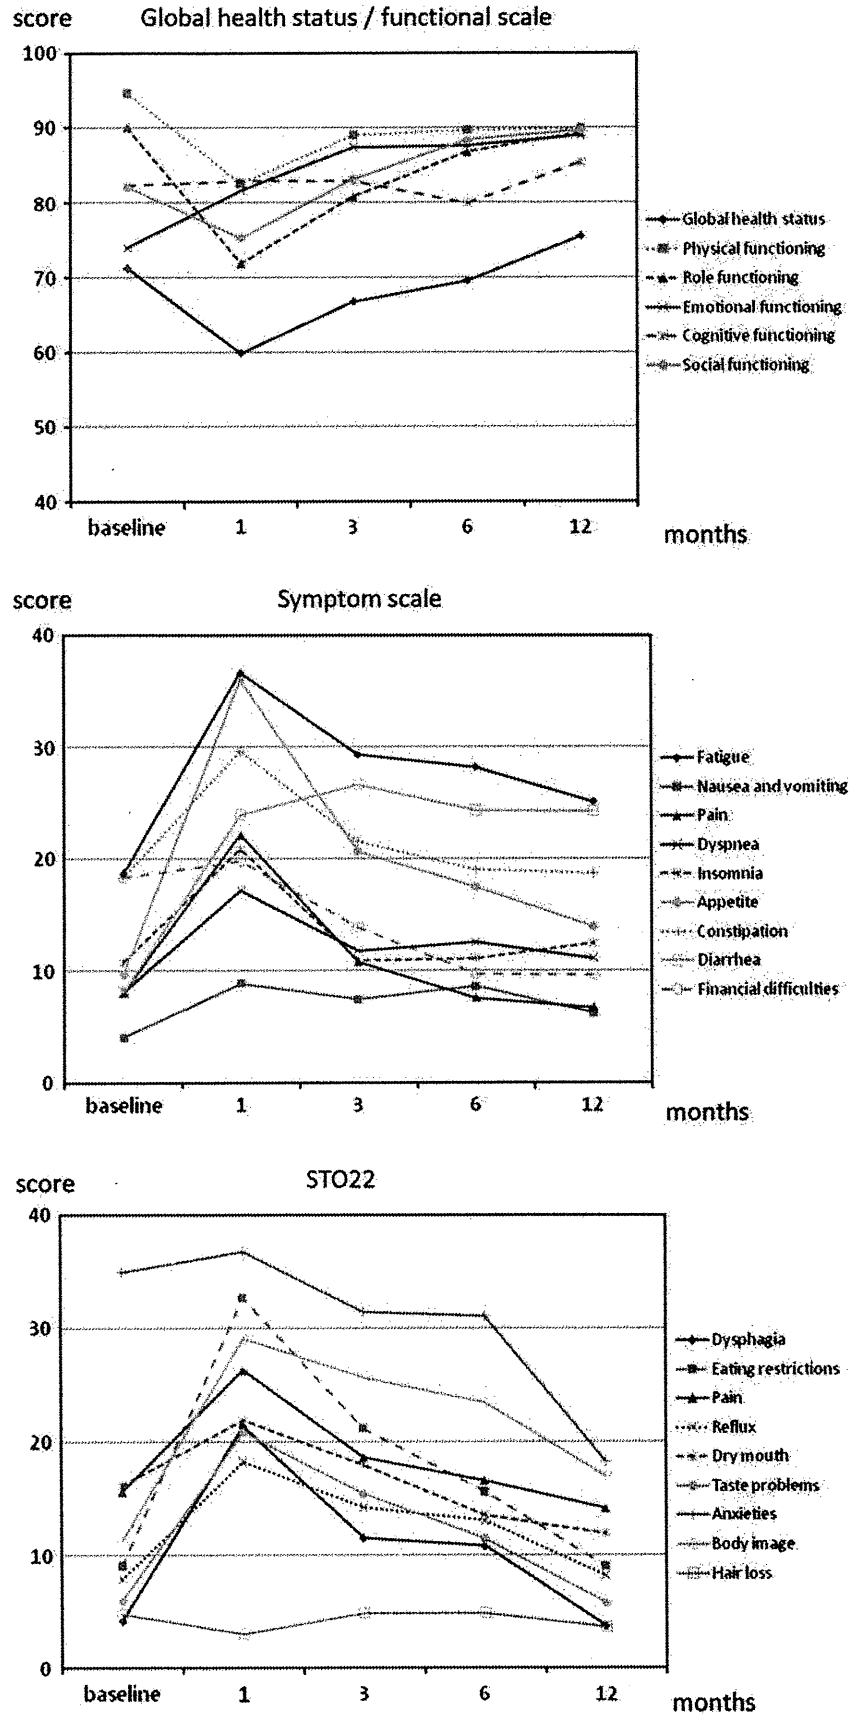 score
Global health status / functional scale
100
90
80
70
60
50
40
baseline 1 3 6 12 months
Global health status
Physical functioning
Role functioning
Emotional functioning
Cognitive functioning
Social functioning
score
Symptom scale
40
30
20
10
0
baseline 1 3 6 12 months
Fatigue
Nausea and vomiting
Pain
Dyspnea
Insomnia
Appetite
Constipation
Diarrhea
Financial difficulties
score
STO22
40
30
20
10
0
baseline 1 3 6 12 months
Dysphagia
Eating restrictions
Pain
Reflux
Dry mouth
Taste problems
Anxieties
Body image
Hair loss